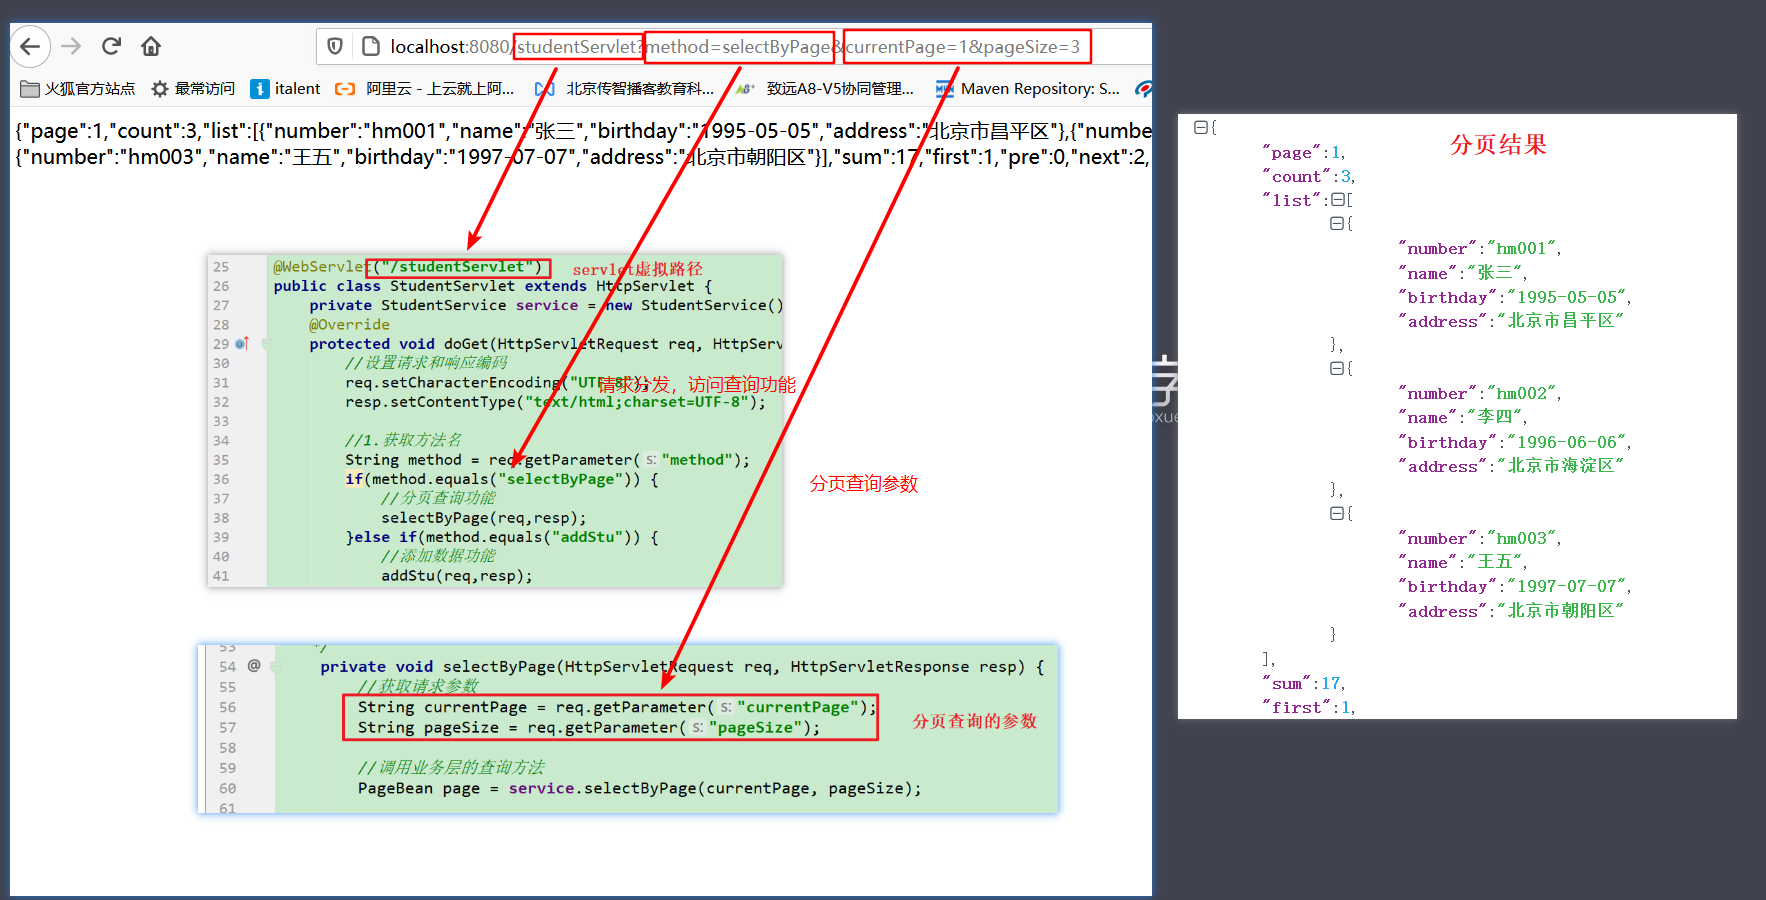 localhost:8080/studentServlet?method=selectByPage&currentPage=1&pageSize=3
火狐官方站点 最常访问 italent 阿里云 - 上云就上阿... 北京传智播客教育科... 致远A8-V5协同管理... Maven Repository: S...
{"page":1,"count":3,"list":[{"number":"hm001","name":"张三","birthday":"1995-05-05","address":"北京市昌平区"},{"numbe
{"number":"hm003","name":"王五","birthday":"1997-07-07","address":"北京市朝阳区"}],"sum":17,"first":1,"pre":0,"next":2,
25 @WebServlet("/studentServlet") servlet虚拟路径
26 public class StudentServlet extends HttpServlet {
27 private StudentService service = new StudentService()
28 @Override
29 protected void doGet(HttpServletRequest req, HttpServ
30 //设置请求和响应编码
31 req.setCharacterEncoding("UTF-8");
请求分发，访问查询功能
32 resp.setContentType("text/html;charset=UTF-8");
33
34 //1.获取方法名
35 String method = req.getParameter( s: "method");
36 if(method.equals("selectByPage")) {
37 //分页查询功能
38 selectByPage(req,resp);
39 }else if(method.equals("addStu")) {
40 //添加数据功能
41 addStu(req,resp);
分页查询参数
53 */
54 @ private void selectByPage(HttpServletRequest req, HttpServletResponse resp) {
55 //获取请求参数
56 String currentPage = req.getParameter( s: "currentPage");
57 String pageSize = req.getParameter( s: "pageSize");
分页查询的参数
58
59 //调用业务层的查询方法
60 PageBean page = service.selectByPage(currentPage, pageSize);
61
{
分页结果
"page":1,
"count":3,
"list":[
{
"number":"hm001",
"name":"张三",
"birthday":"1995-05-05",
"address":"北京市昌平区"
},
{
"number":"hm002",
"name":"李四",
"birthday":"1996-06-06",
"address":"北京市海淀区"
},
{
"number":"hm003",
"name":"王五",
"birthday":"1997-07-07",
"address":"北京市朝阳区"
}
],
"sum":17,
"first":1,